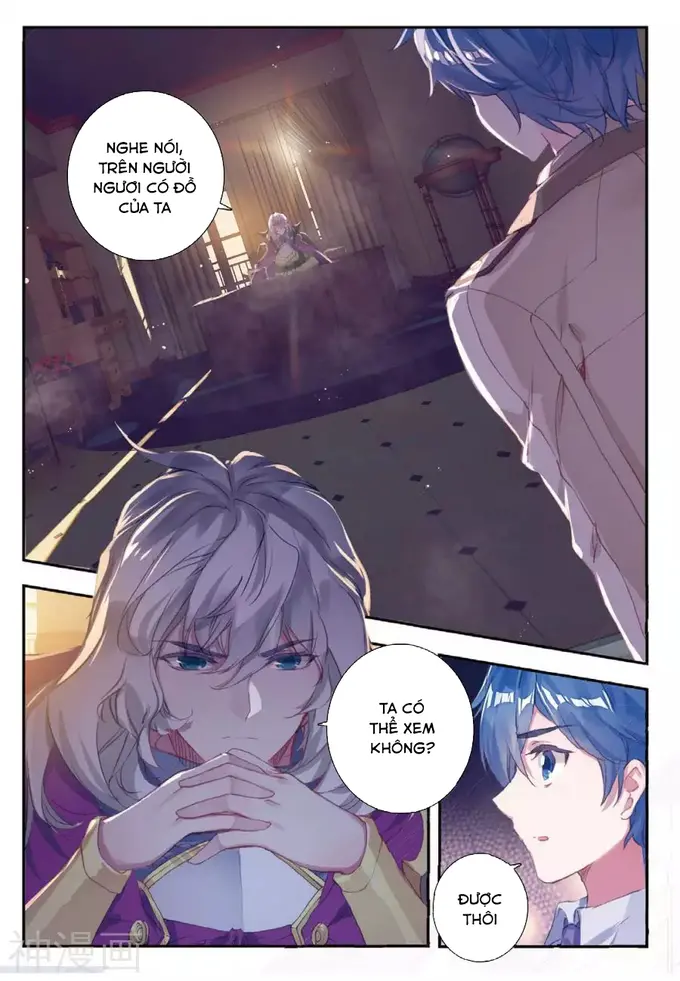 NGHE NÓI,
TRÊN NGƯỜI
NGƯƠI CÓ ĐỒ
CỦA TA
TA CÓ
THỂ XEM
KHÔNG?
ĐƯỢC
THÔI
神漫画